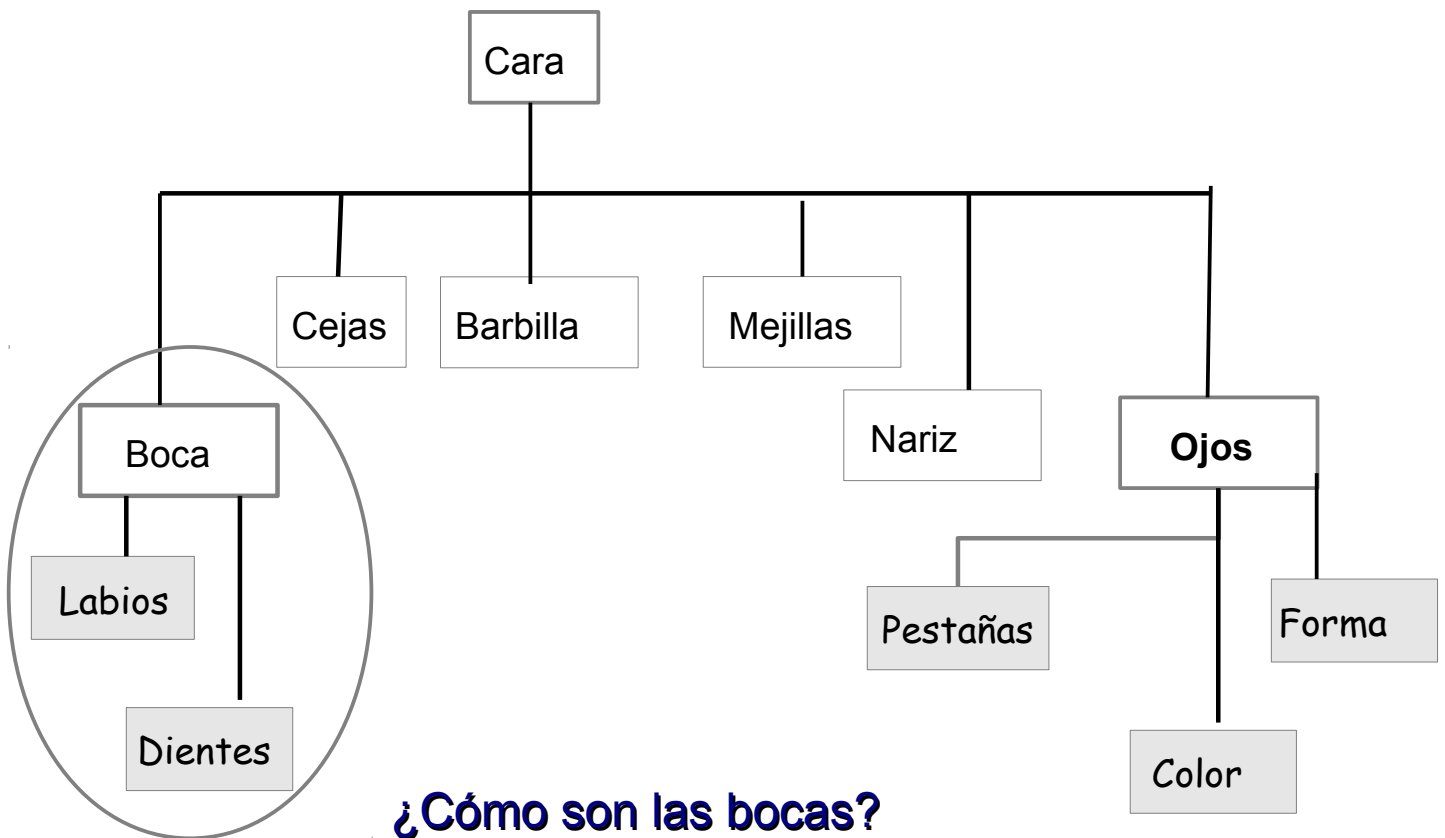 Cara
Cejas
Barbilla
Mejillas
Boca
Nariz
Ojos
Labios
Pestañas
Forma
Dientes
Color
¿Cómo son las bocas?